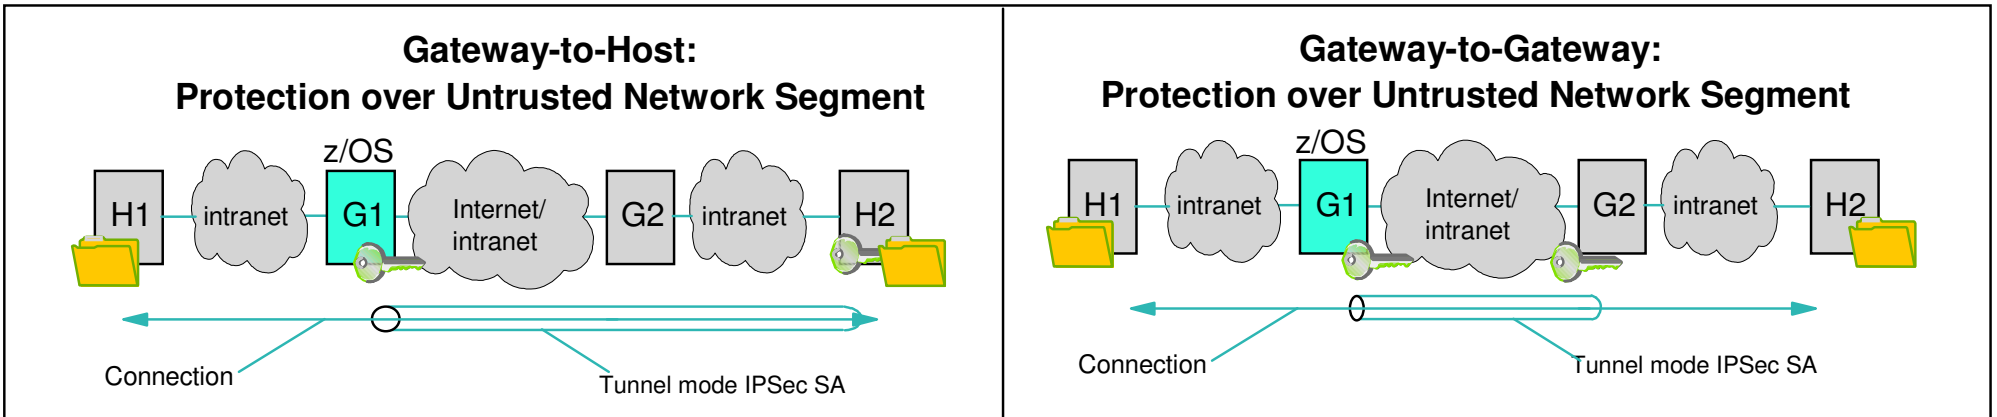 Gateway-to-Host:
Protection over Untrusted Network Segment
z/OS
H1
intranet
G1
Internet/
intranet
G2
intranet
H2
Connection
Tunnel mode IPSec SA
Gateway-to-Gateway:
Protection over Untrusted Network Segment
z/OS
H1
intranet
G1
Internet/
intranet
G2
intranet
H2
Connection
Tunnel mode IPSec SA